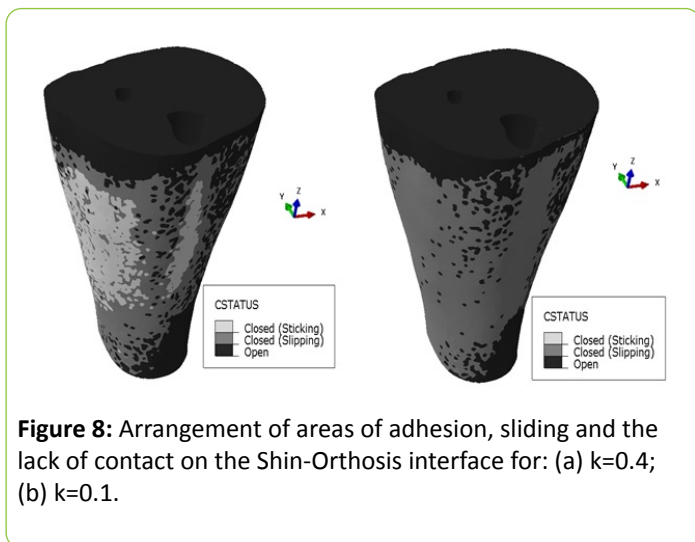 Y Z X
CSTATUS
Closed (Sticking)
Closed (Slipping)
Open
Y Z X
CSTATUS
Closed (Sticking)
Closed (Slipping)
Open
Figure 8: Arrangement of areas of adhesion, sliding and the
lack of contact on the Shin-Orthosis interface for: (a) k=0.4;
(b) k=0.1.